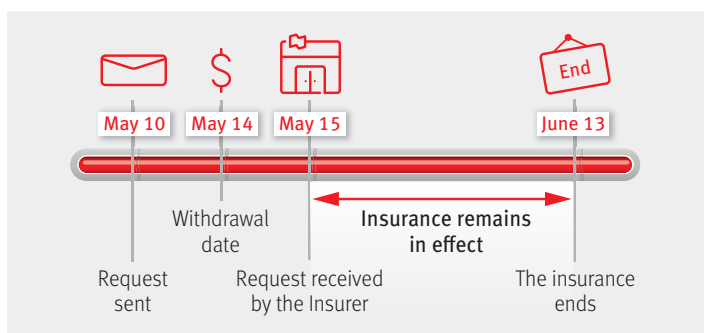 End
May 10
May 14
May 15
June 13
Withdrawal
date
Insurance remains
in effect
Request
sent
Request received
by the Insurer
The insurance
ends